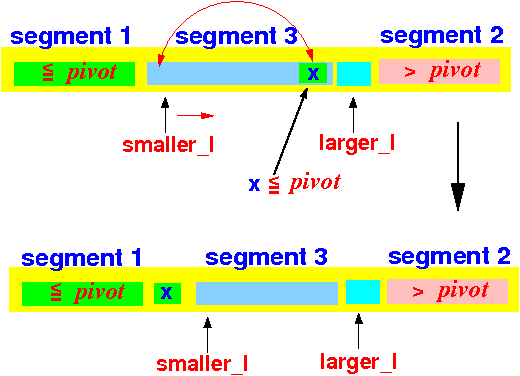 segment 1 segment 3 segment 2
≦ pivot x > pivot
smaller_l larger_l
x ≦ pivot
segment 1 segment 3 segment 2
≦ pivot x > pivot
smaller_l larger_l